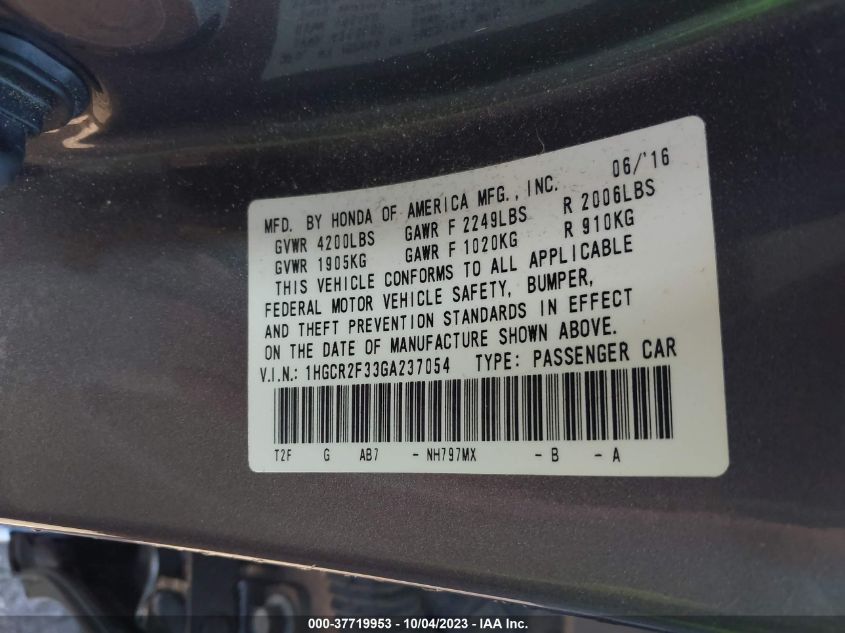 06/'16
MFD. BY HONDA OF AMERICA MFG., INC.
GVWR 4200LBS GAWR F 2249LBS R 2006LBS
GVWR 1905KG GAWR F 1020KG R 910KG
THIS VEHICLE CONFORMS TO ALL APPLICABLE
FEDERAL MOTOR VEHICLE SAFETY, BUMPER,
AND THEFT PREVENTION STANDARDS IN EFFECT
ON THE DATE OF MANUFACTURE SHOWN ABOVE.
V.I.N.: 1HGCR2F33GA237054 TYPE: PASSENGER CAR
T2F G AB7 - NH797MX - B - A
000-37719953 - 10/04/2023 - IAA Inc.